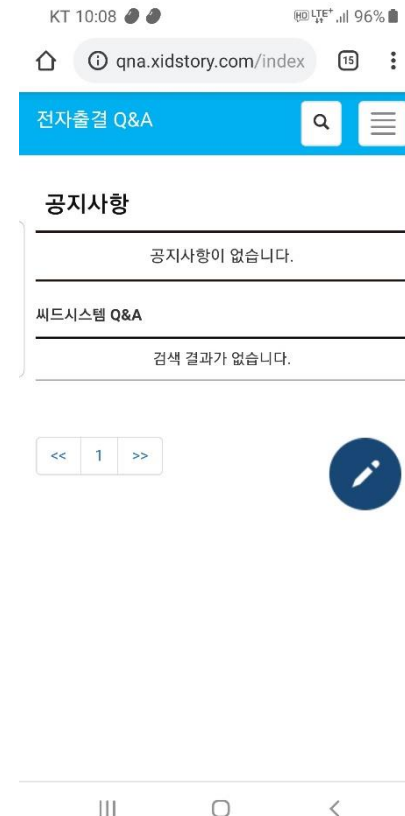 KT 10:08 HD LTE+ 96%
qna.xidstory.com/index 15
전자출결 Q&A
공지사항
공지사항이 없습니다.
씨드시스템 Q&A
검색 결과가 없습니다.
<< 1 >>